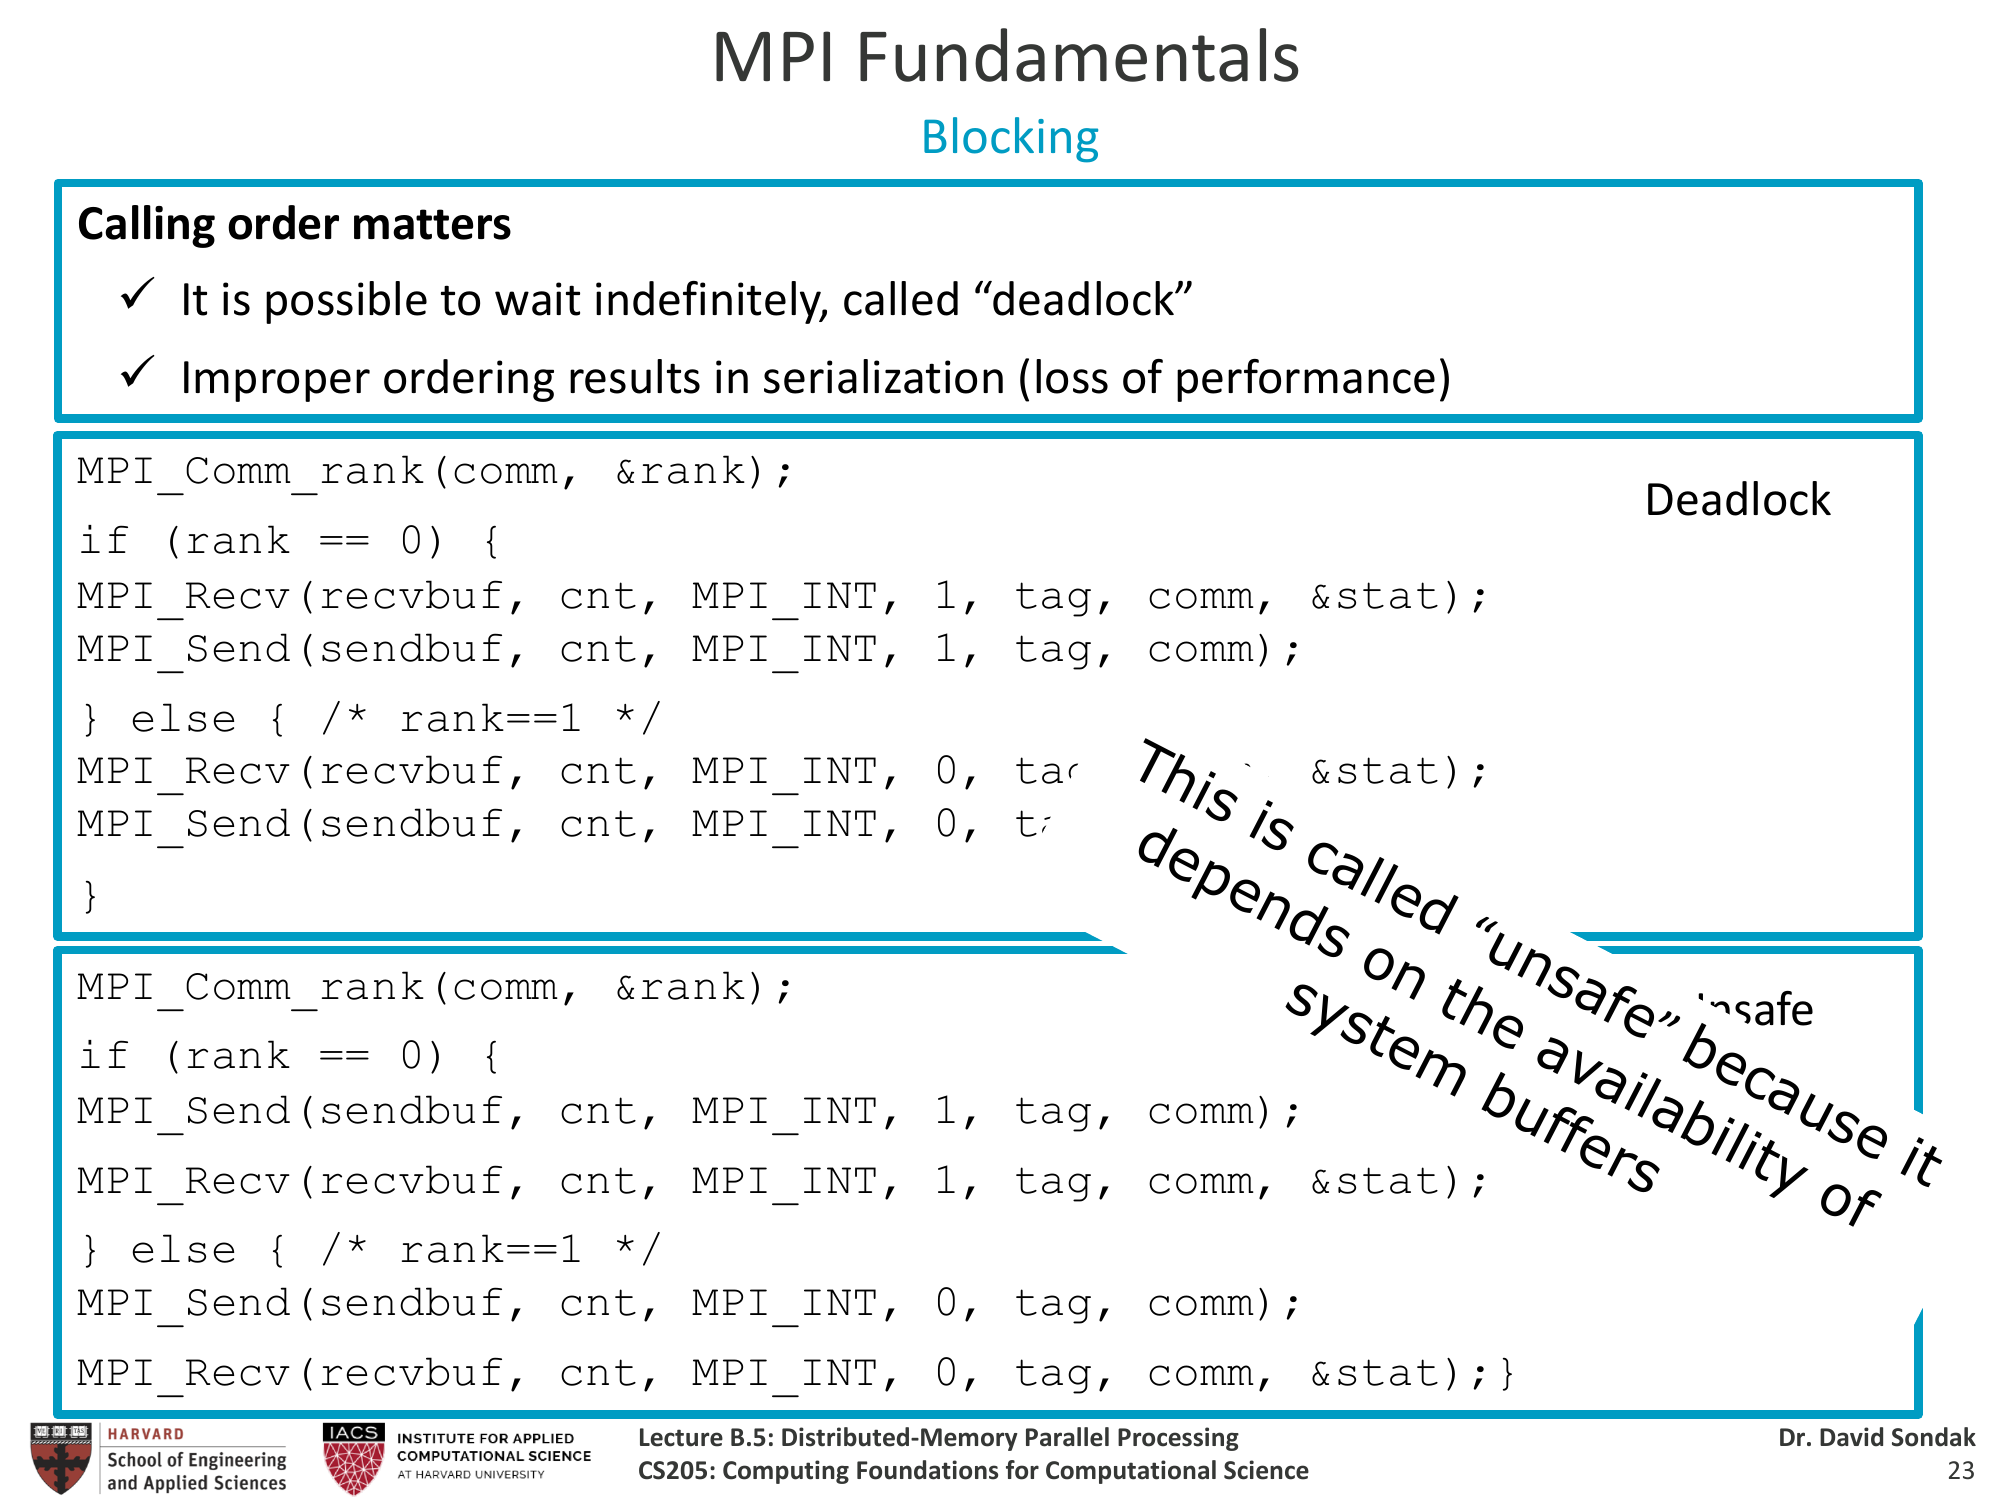 MPI Fundamentals
Blocking
Calling order matters
✓ It is possible to wait indefinitely, called “deadlock”
✓ Improper ordering results in serialization (loss of performance)
MPI_Comm_rank(comm, &rank);
Deadlock
if (rank == 0) {
MPI_Recv(recvbuf, cnt, MPI_INT, 1, tag, comm, &stat);
MPI_Send(sendbuf, cnt, MPI_INT, 1, tag, comm);
} else { /* rank==1 */
MPI_Recv(recvbuf, cnt, MPI_INT, 0, &stat);
MPI_Send(sendbuf, cnt, MPI_INT, 0,
}
This is called “unsafe” because it
depends on the availability of
system buffers
MPI_Comm_rank(comm, &rank);
if (rank == 0) {
MPI_Send(sendbuf, cnt, MPI_INT, 1, tag, comm);
MPI_Recv(recvbuf, cnt, MPI_INT, 1, tag, comm, &stat);
} else { /* rank==1 */
MPI_Send(sendbuf, cnt, MPI_INT, 0, tag, comm);
MPI_Recv(recvbuf, cnt, MPI_INT, 0, tag, comm, &stat);}
HARVARD
School of Engineering
and Applied Sciences
IACS
INSTITUTE FOR APPLIED
COMPUTATIONAL SCIENCE
AT HARVARD UNIVERSITY
Lecture B.5: Distributed-Memory Parallel Processing
CS205: Computing Foundations for Computational Science
Dr. David Sondak
23